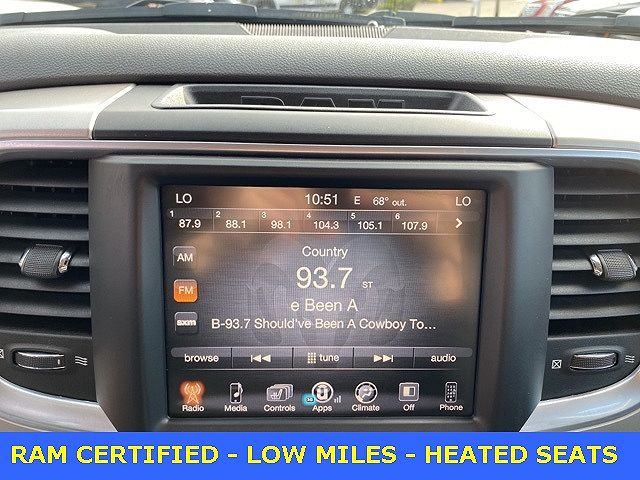 RAM
LO 10:51 E 68° out. LO
1 87.9 2 88.1 3 98.1 4 104.3 5 105.1 6 107.9
AM
FM
sxm
Country
93.7 ST
e Been A
B-93.7 Should've Been A Cowboy To...
browse tune audio
Radio Media Controls Apps Climate Off Phone
RAM CERTIFIED - LOW MILES - HEATED SEATS